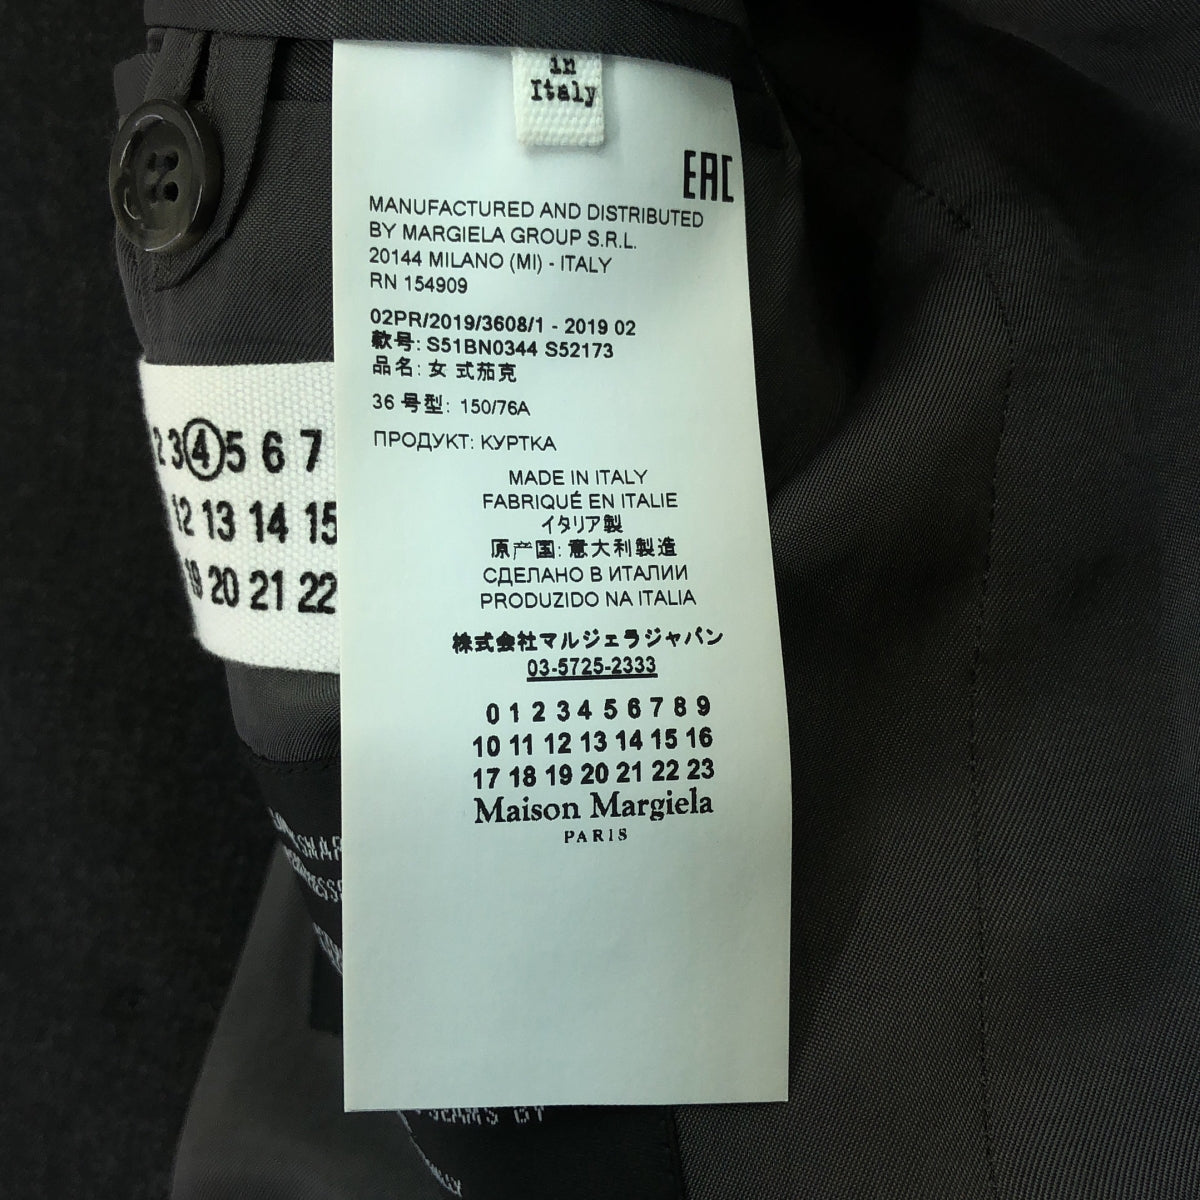 in
Italy
EAC
MANUFACTURED AND DISTRIBUTED
BY MARGIELA GROUP S.R.L.
20144 MILANO (MI) - ITALY
RN 154909
02PR/2019/3608/1 - 2019 02
款号: S51BN0344 S52173
品名: 女 式茄克
36 号型: 150/76A
ПРОДУКТ: КУРТКА
MADE IN ITALY
FABRIQUÉ EN ITALIE
イタリア製
原产国: 意大利製造
СДЕЛАНО В ИТАЛИИ
PRODUZIDO NA ITALIA
株式会社マルジェラジャパン
03-5725-2333
0 1 2 3 4 5 6 7 8 9
10 11 12 13 14 15 16
17 18 19 20 21 22 23
Maison Margiela
PARIS
2 3 4 5 6 7
12 13 14 15
19 20 21 22